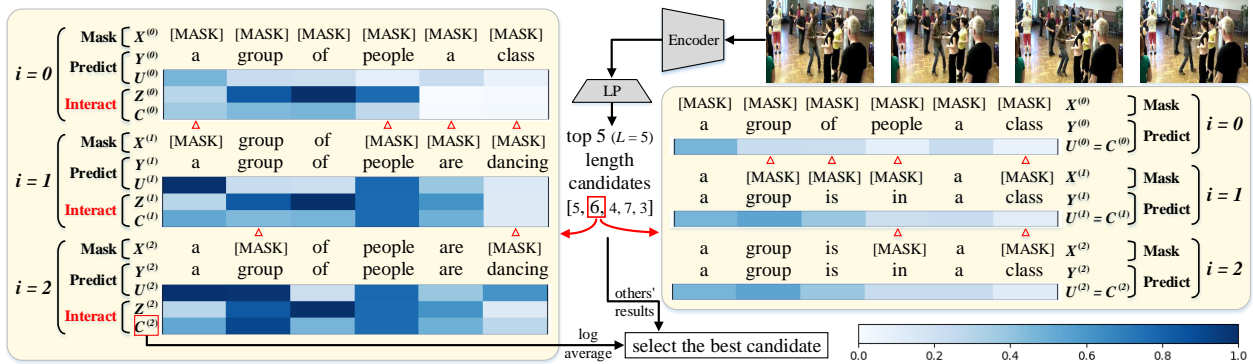 Mask X(0) [MASK] [MASK] [MASK] [MASK] [MASK] [MASK]
Predict Y(0) a group of people a class
U(0)
i = 0
Interact Z(0)
C(0)
Mask X(1) [MASK] group of [MASK] [MASK] [MASK]
Predict Y(1) a group of people are dancing
U(1)
i = 1
Interact Z(1)
C(1)
Mask X(2) a [MASK] of people are [MASK]
Predict Y(2) a group of people are dancing
U(2)
i = 2
Interact Z(2)
C(2)
Encoder
LP
top 5 (L = 5)
length
candidates
[5, 6, 4, 7, 3]
others'
results
log
average
select the best candidate
[MASK] [MASK] [MASK] [MASK] [MASK] [MASK] X(0) Mask
a group of people a class Y(0) Predict
U(0) = C(0)
i = 0
a [MASK] [MASK] [MASK] a [MASK] X(1) Mask
a group is in a class Y(1) Predict
U(1) = C(1)
i = 1
a group is [MASK] a [MASK] X(2) Mask
a group is in a class Y(2) Predict
U(2) = C(2)
i = 2
0.0 0.2 0.4 0.6 0.8 1.0